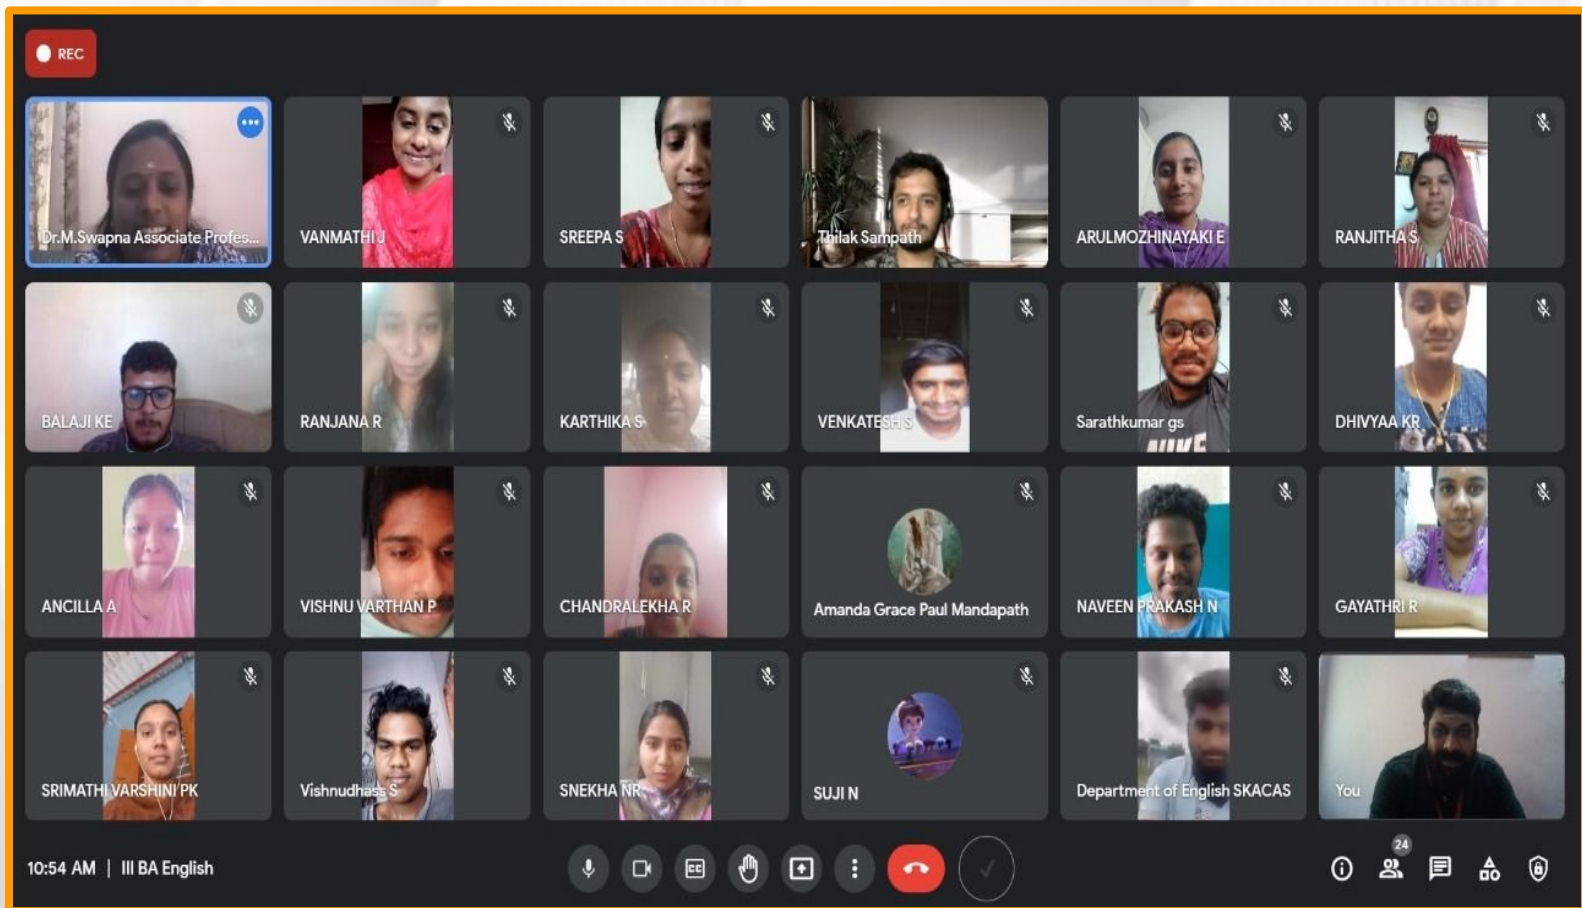 REC
Dr.M.Swapna Associate Profes...
VANMATHI J
SREEPA S
Thilak Sampath
ARULMOZHINAYAKI E
RANJITHA S
BALAJI KE
RANJANA R
KARTHIKA S
VENKATESH S
Sarathkumar gs
NIKE
DHIVYAA KR
ANCILLA A
VISHNU VARTHAN P
CHANDRALEKHA R
Amanda Grace Paul Mandapath
NAVEEN PRAKASH N
GAYATHRI R
SRIMATHI VARSHINI PK
Vishnudhass S
SNEKHA NR
SUJI N
Department of English SKACAS
You
10:54 AM | III BA English
CC
24